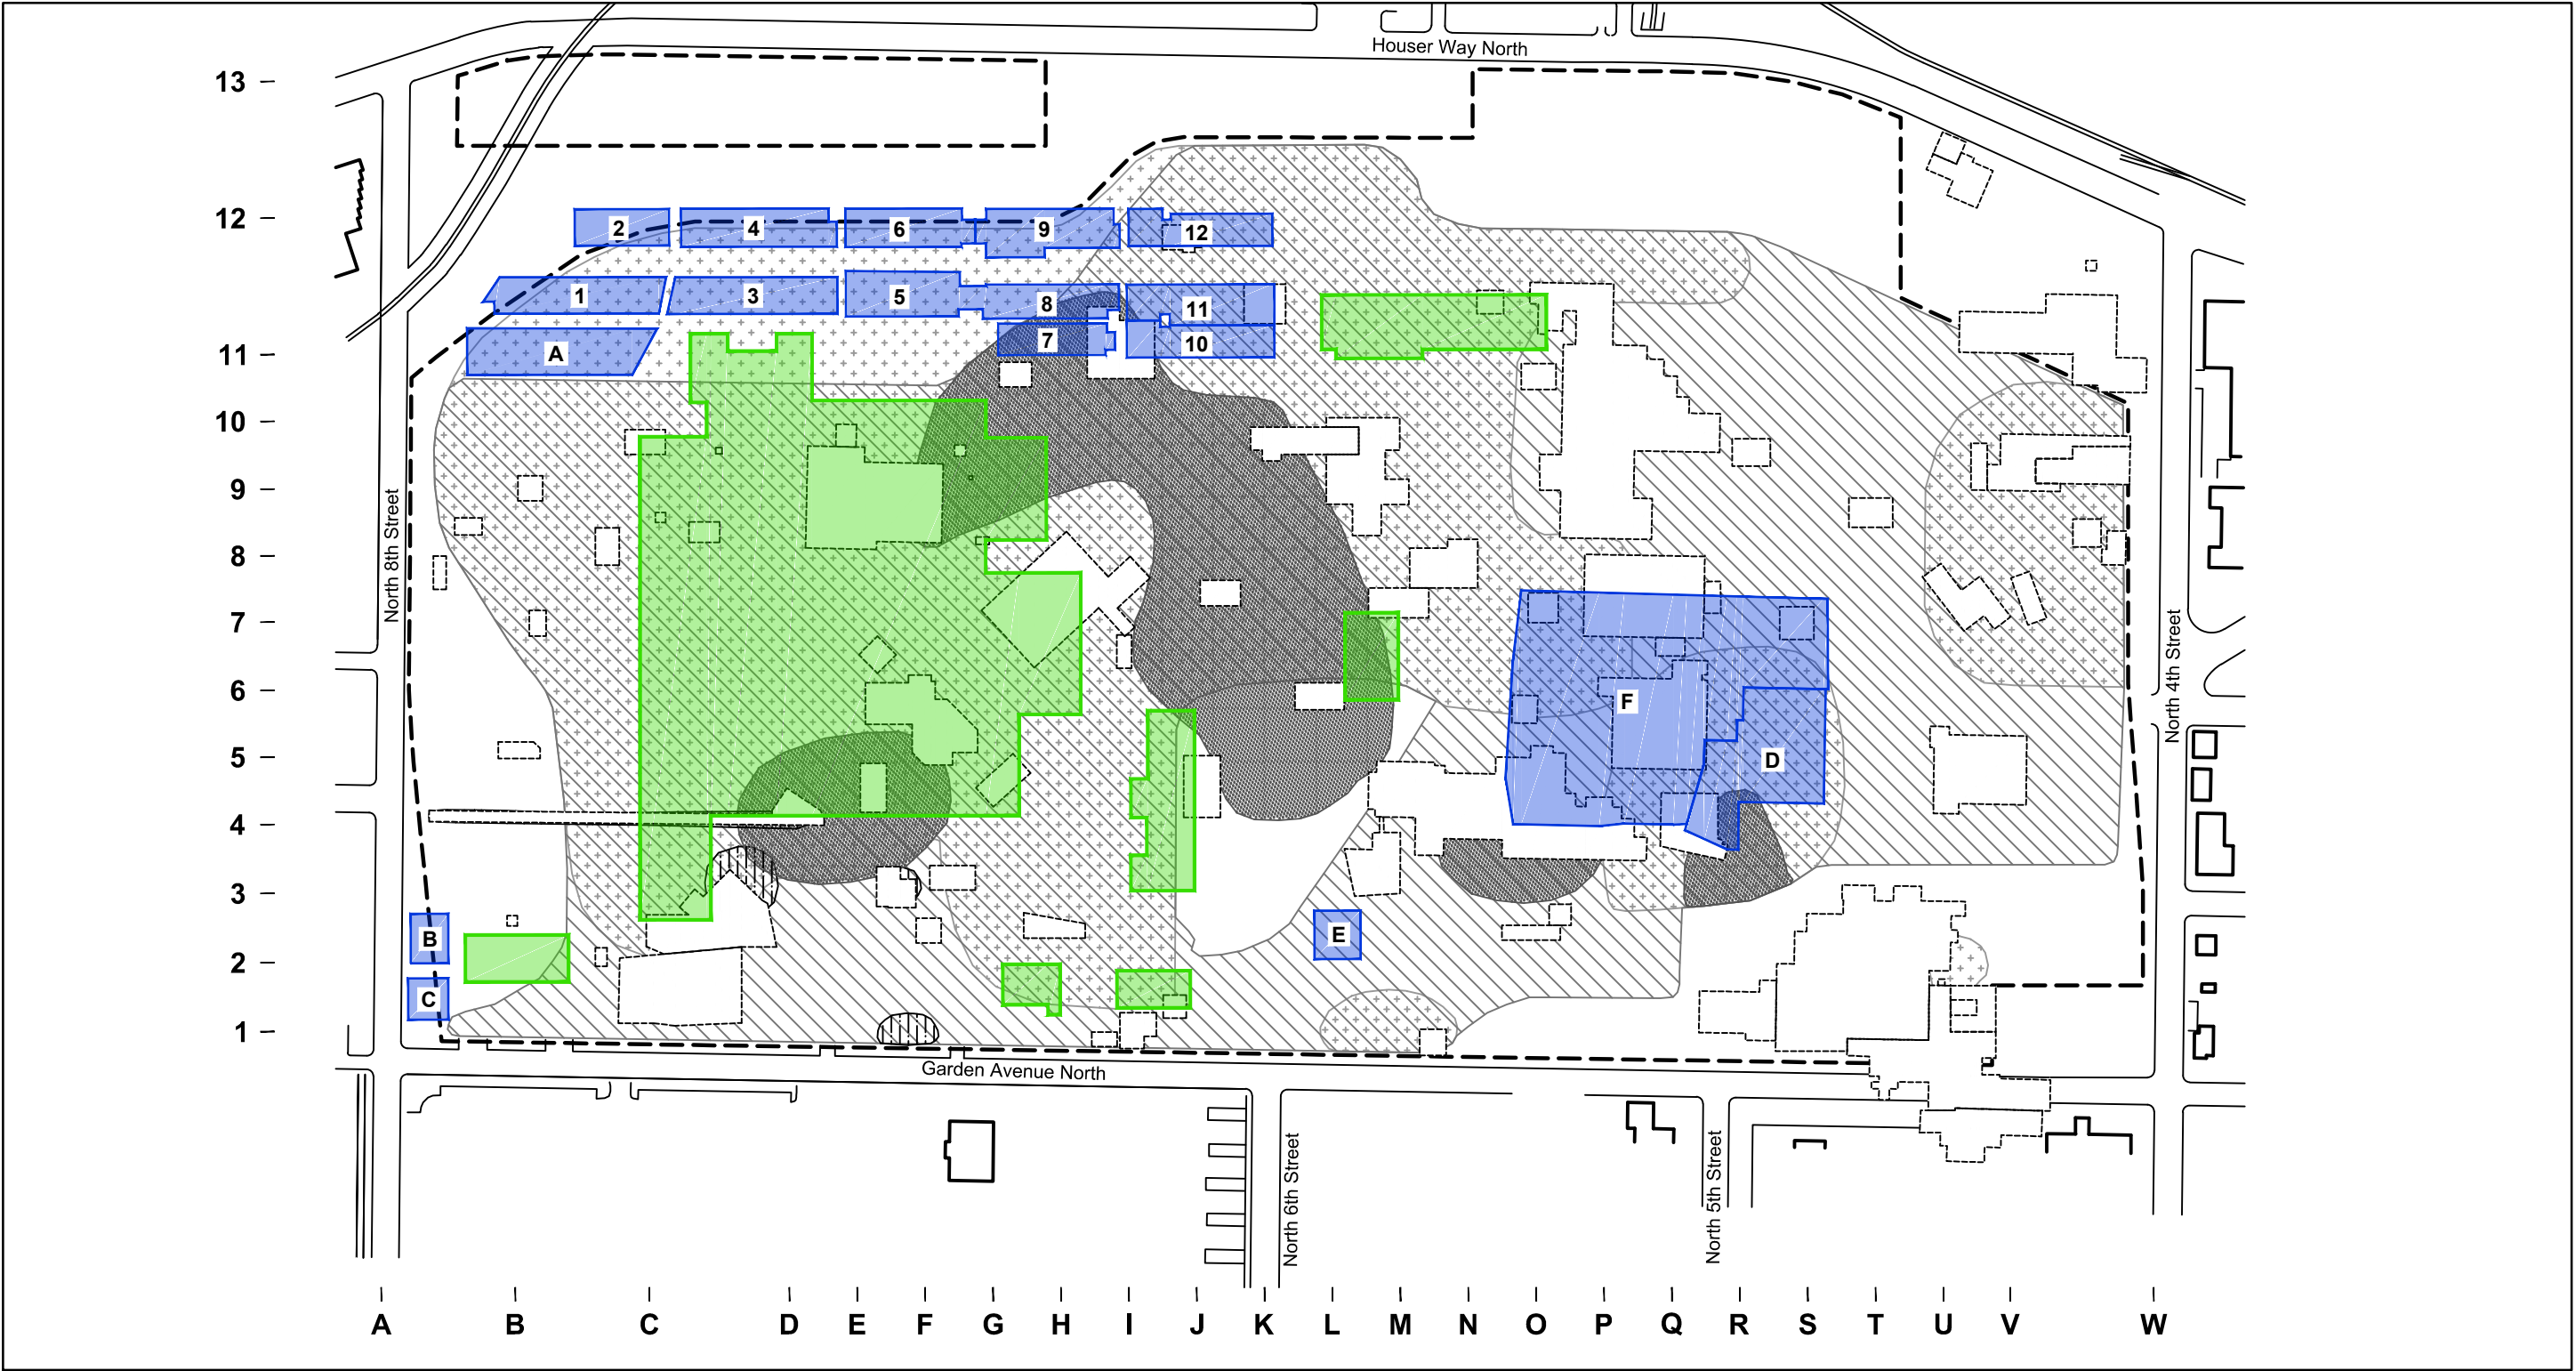 Houser Way North
13
12
2
4
6
9
12
1
3
5
8
11
11
A
7
10
10
9
North 8th Street
8
7
North 4th Street
6
F
5
D
4
3
B
E
2
C
1
Garden Avenue North
North 6th Street
North 5th Street
A B C D E F G H I J K L M N O P Q R S T U V W